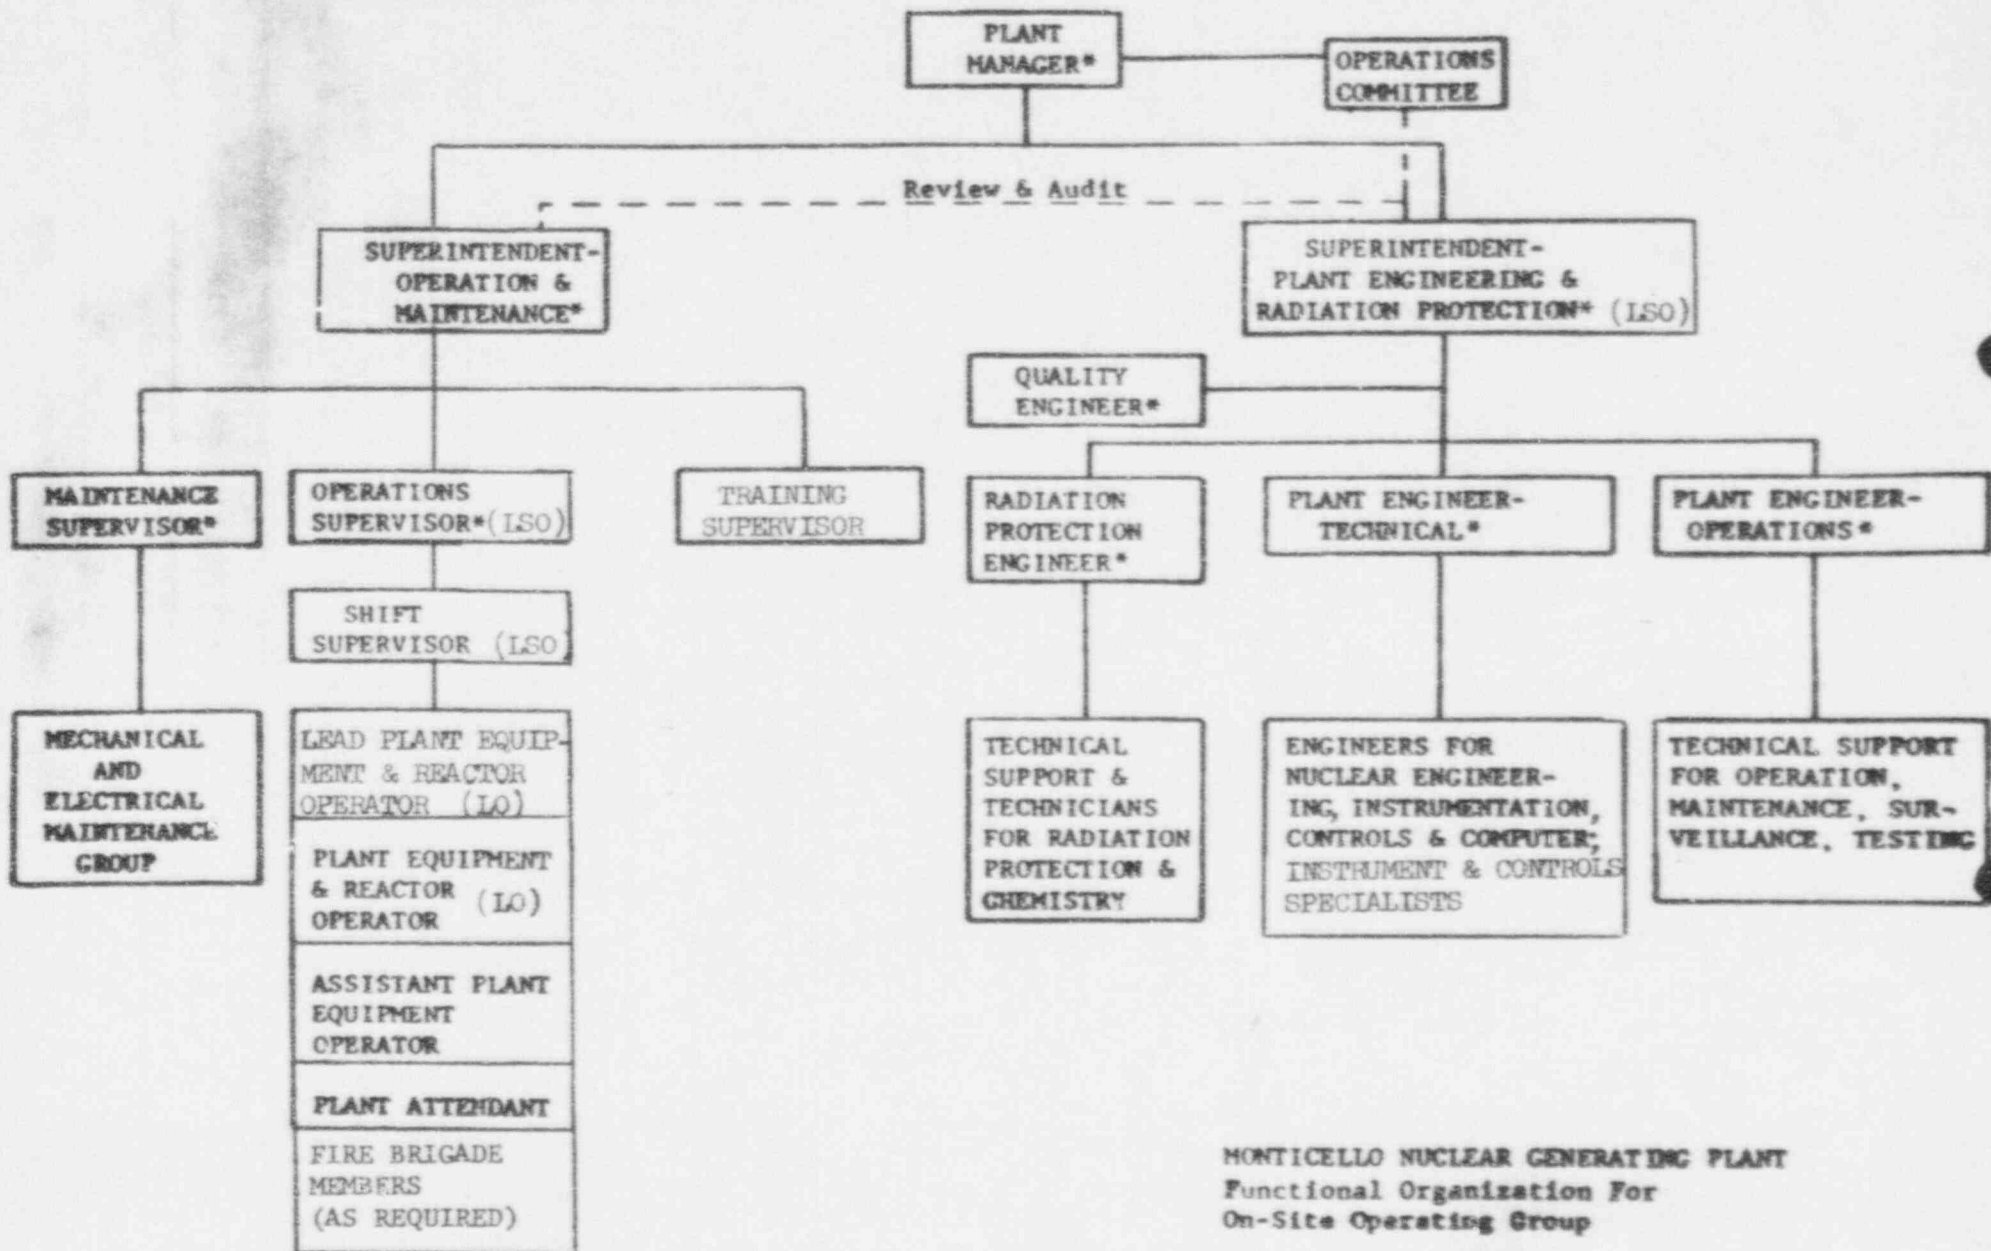 PLANT
MANAGER*
OPERATIONS
COMMITTEE
Review & Audit
SUPERINTENDENT-
OPERATION &
MAINTENANCE*
SUPERINTENDENT-
PLANT ENGINEERING &
RADIATION PROTECTION* (LSO)
QUALITY
ENGINEER*
MAINTENANCE
SUPERVISOR*
OPERATIONS
SUPERVISOR* (LSO)
TRAINING
SUPERVISOR
RADIATION
PROTECTION
ENGINEER*
PLANT ENGINEER-
TECHNICAL*
PLANT ENGINEER-
OPERATIONS*
SHIFT
SUPERVISOR (LSO)
MECHANICAL
AND
ELECTRICAL
MAINTENANCE
GROUP
LEAD PLANT EQUIP-
MENT & REACTOR
OPERATOR (LO)
PLANT EQUIPMENT
& REACTOR (LO)
OPERATOR
ASSISTANT PLANT
EQUIPMENT
OPERATOR
PLANT ATTENDANT
FIRE BRIGADE
MEMBERS
(AS REQUIRED)
TECHNICAL
SUPPORT &
TECHNICIANS
FOR RADIATION
PROTECTION &
CHEMISTRY
ENGINEERS FOR
NUCLEAR ENGINEER-
ING, INSTRUMENTATION,
CONTROLS & COMPUTER;
INSTRUMENT & CONTROLS
SPECIALISTS
TECHNICAL SUPPORT
FOR OPERATION,
MAINTENANCE, SUR-
VEILLANCE, TESTING
MONTICELLO NUCLEAR GENERATING PLANT
Functional Organization For
On-Site Operating Group